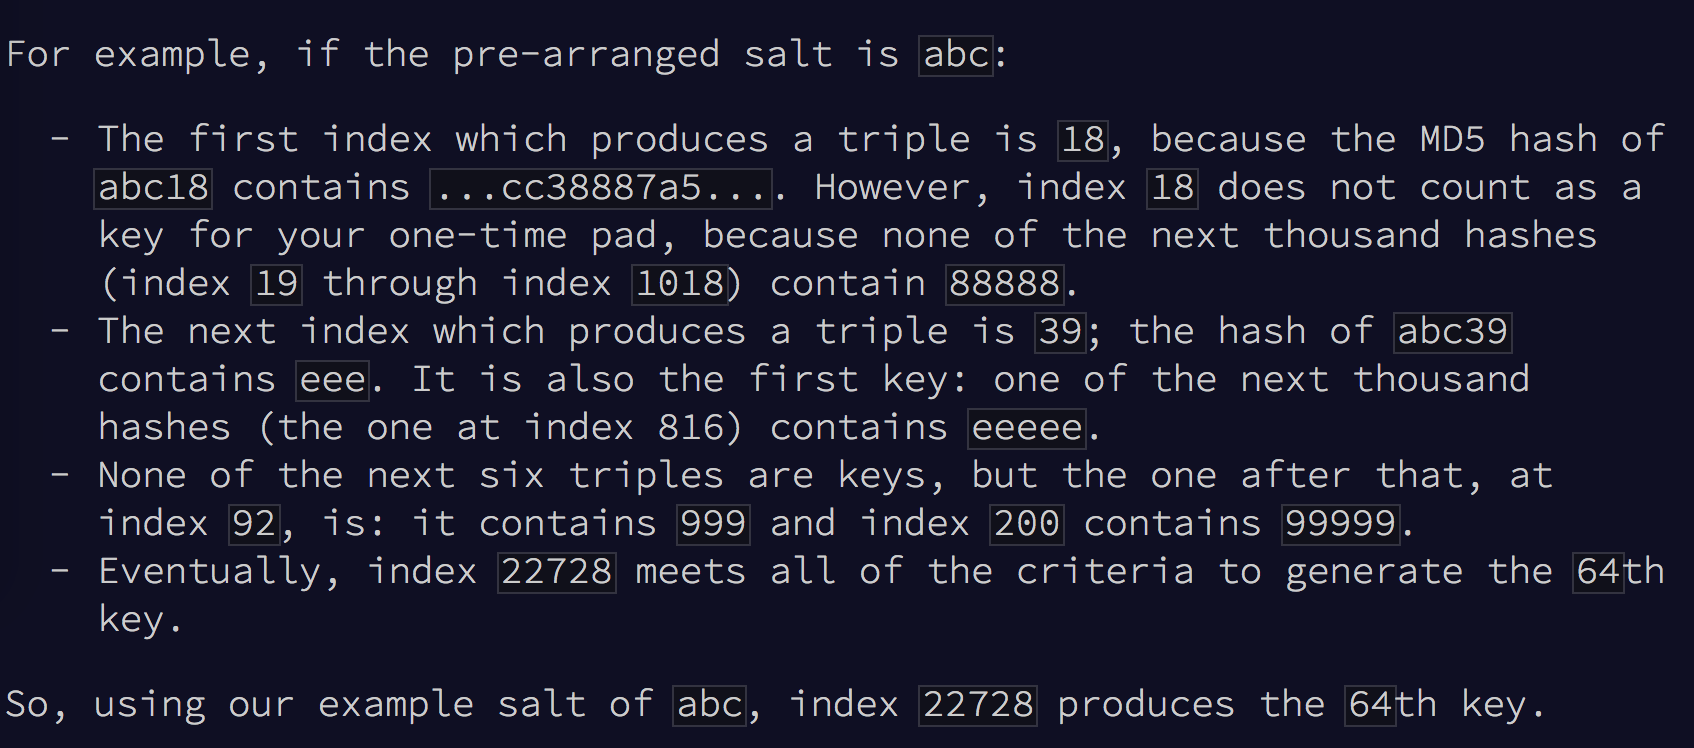 For example, if the pre-arranged salt is abc:
- The first index which produces a triple is 18, because the MD5 hash of
abc18 contains ...cc38887a5.... However, index 18 does not count as a
key for your one-time pad, because none of the next thousand hashes
(index 19 through index 1018) contain 88888.
- The next index which produces a triple is 39; the hash of abc39
contains eee. It is also the first key: one of the next thousand
hashes (the one at index 816) contains eeeee.
- None of the next six triples are keys, but the one after that, at
index 92, is: it contains 999 and index 200 contains 99999.
- Eventually, index 22728 meets all of the criteria to generate the 64th
key.
So, using our example salt of abc, index 22728 produces the 64th key.